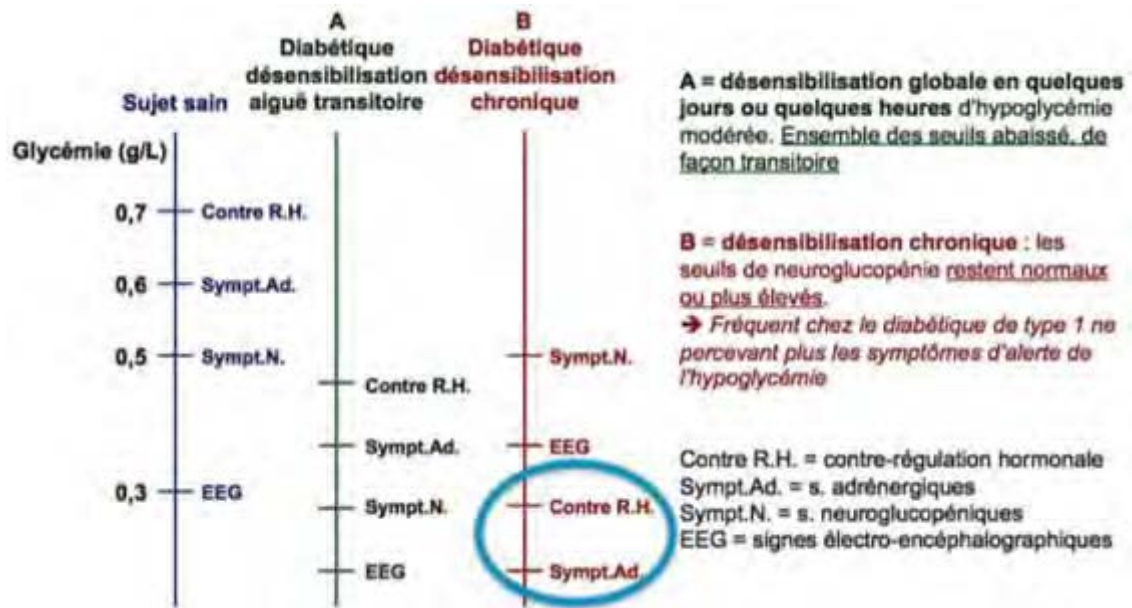 A
Diabétique
désensibilisation
aiguë transitoire
B
Diabétique
désensibilisation
chronique
Sujet sain
Glycémie (g/L)
0,7
Contre R.H.
0,6
Sympt.Ad.
0,5
Sympt.N.
0,3
EEG
Contre R.H.
Sympt.Ad.
Sympt.N.
EEG
Sympt.N.
EEG
Contre R.H.
Sympt.Ad.
A = désensibilisation globale en quelques
jours ou quelques heures d'hypoglycémie
modérée. Ensemble des seuils abaissé, de
façon transitoire
B = désensibilisation chronique : les
seuils de neuroglucopénie restent normaux
ou plus élevés.
➔ Fréquent chez le diabétique de type 1 ne
percevant plus les symptômes d'alerte de
l'hypoglycémie
Contre R.H. = contre-régulation hormonale
Sympt.Ad. = s. adrénergiques
Sympt.N. = s. neuroglucopéniques
EEG = signes électro-encéphalographiques